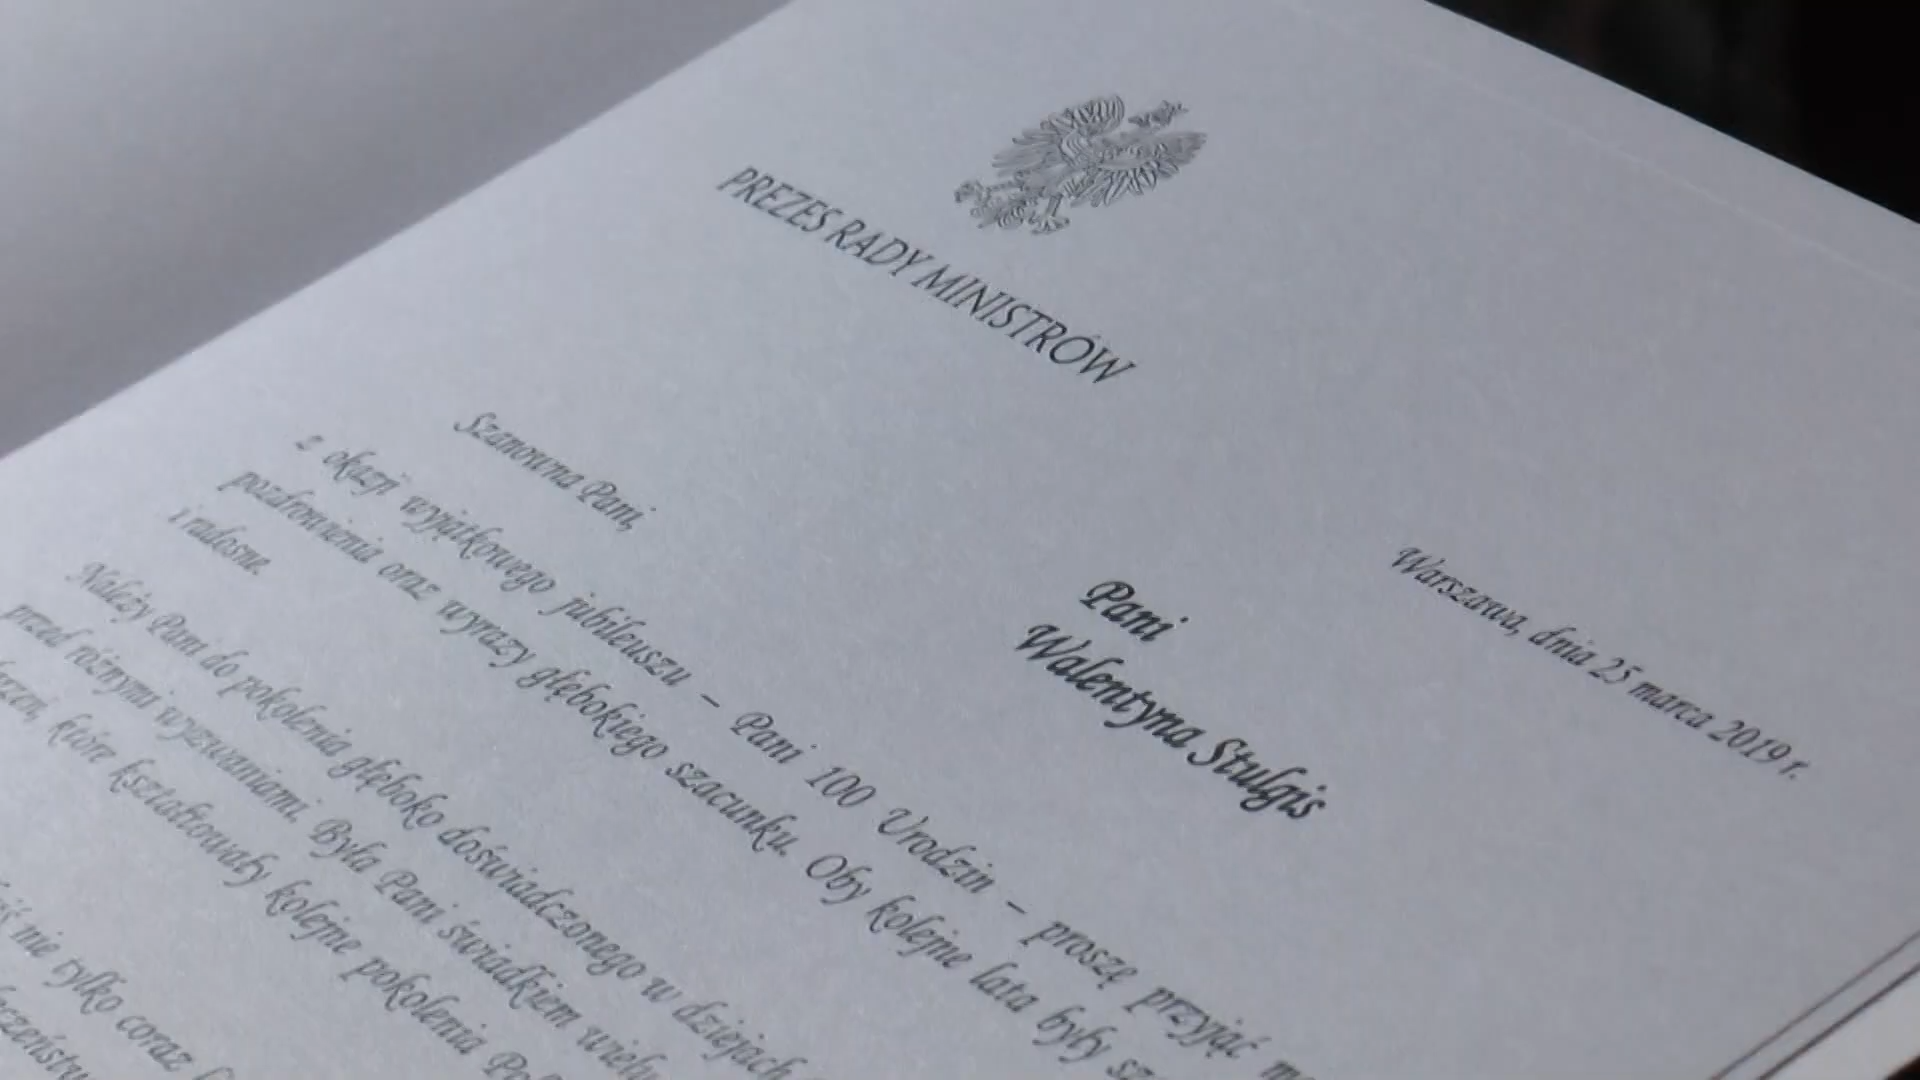 PREZES RADY MINISTRÓW
Warszawa, dnia 25 marca 2019 r.
Pani
Walentyna Stulgis
Szanowna Pani,
z okazji wyjątkowego jubileuszu – Pani 100 Urodzin – proszę przyjąć
pozdrowienia oraz wyrazy głębokiego szacunku. Oby kolejne lata były
i radosne.
Należy Pani do pokolenia głęboko doświadczonego w dziejach
przed różnymi wyzwaniami. Była Pani świadkiem wielu
które kształtowały kolejne pokolenia
nie tylko coraz